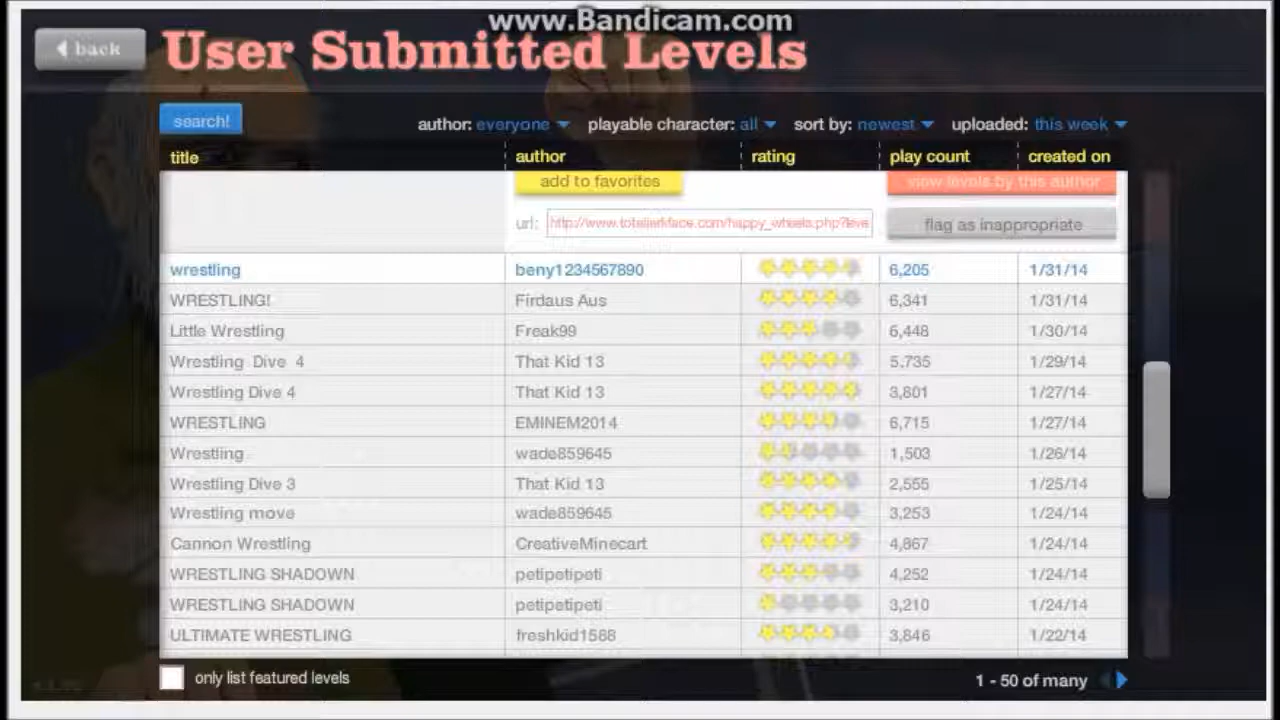 www.Bandicam.com
back
User Submitted Levels
search!
author: everyone playable character: all sort by: newest uploaded: this week
title author rating play count created on
add to favorites view levels by this author
url: http://www.totaljerkface.com/happy_wheels.php?leve flag as inappropriate
wrestling beny1234567890 6,205 1/31/14
WRESTLING! Firdaus Aus 6,341 1/31/14
Little Wrestling Freak99 6,448 1/30/14
Wrestling Dive 4 That Kid 13 5,735 1/29/14
Wrestling Dive 4 That Kid 13 3,801 1/27/14
WRESTLING EMINEM2014 6,715 1/27/14
Wrestling wade859645 1,503 1/26/14
Wrestling Dive 3 That Kid 13 2,555 1/25/14
Wrestling move wade859645 3,253 1/24/14
Cannon Wrestling CreativeMinecart 4,867 1/24/14
WRESTLING SHADOWN petipetipeti 4,252 1/24/14
WRESTLING SHADOWN petipetipeti 3,210 1/24/14
ULTIMATE WRESTLING freshkid1568 3,846 1/22/14
only list featured levels 1 - 50 of many